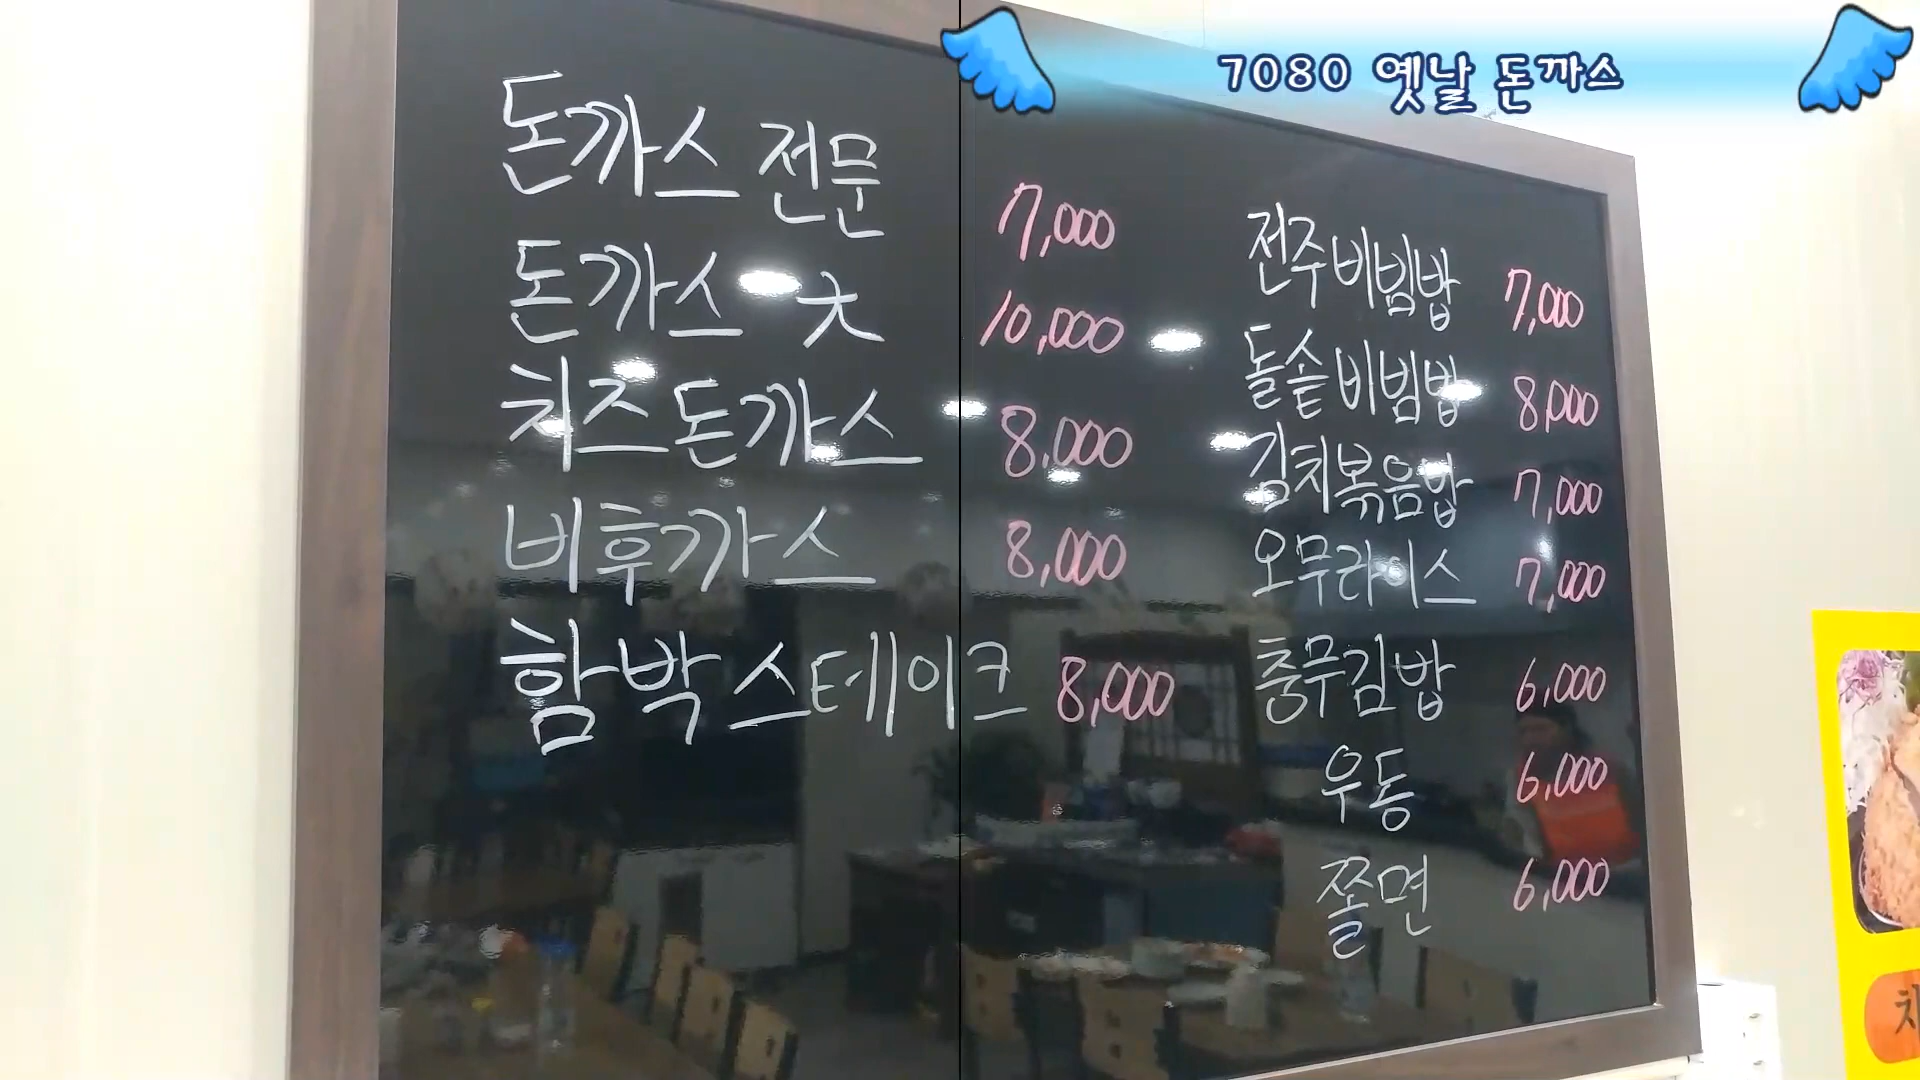 7080 옛날 돈까스
돈까스 전문 7,000
돈까스 大 10,000
치즈돈까스 8,000
비후까스 8,000
함박스테이크 8,000
전주비빔밥 7,000
돌솥비빔밥 8,000
김치볶음밥 7,000
오무라이스 7,000
충무김밥 6,000
우동 6,000
쫄면 6,000